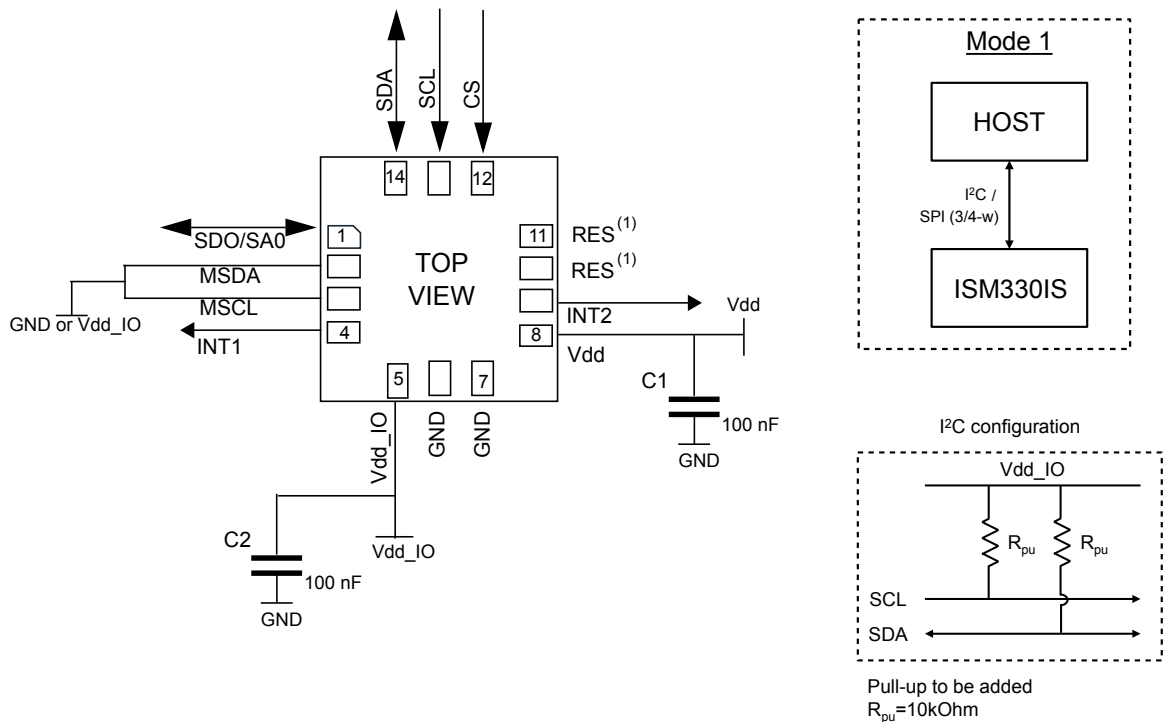 SDA
SCL
CS
14
12
SDO/SA0
1
MSDA
MSCL
GND or Vdd_IO
INT1
4
TOP
VIEW
11
RES(1)
RES(1)
INT2
8
Vdd
Vdd
C1
100 nF
GND
5
7
Vdd_IO
GND
GND
C2
100 nF
GND
Vdd_IO
Mode 1
HOST
I²C /
SPI (3/4-w)
ISM330IS
I²C configuration
Vdd_IO
Rpu
Rpu
SCL
SDA
Pull-up to be added
Rpu=10kOhm